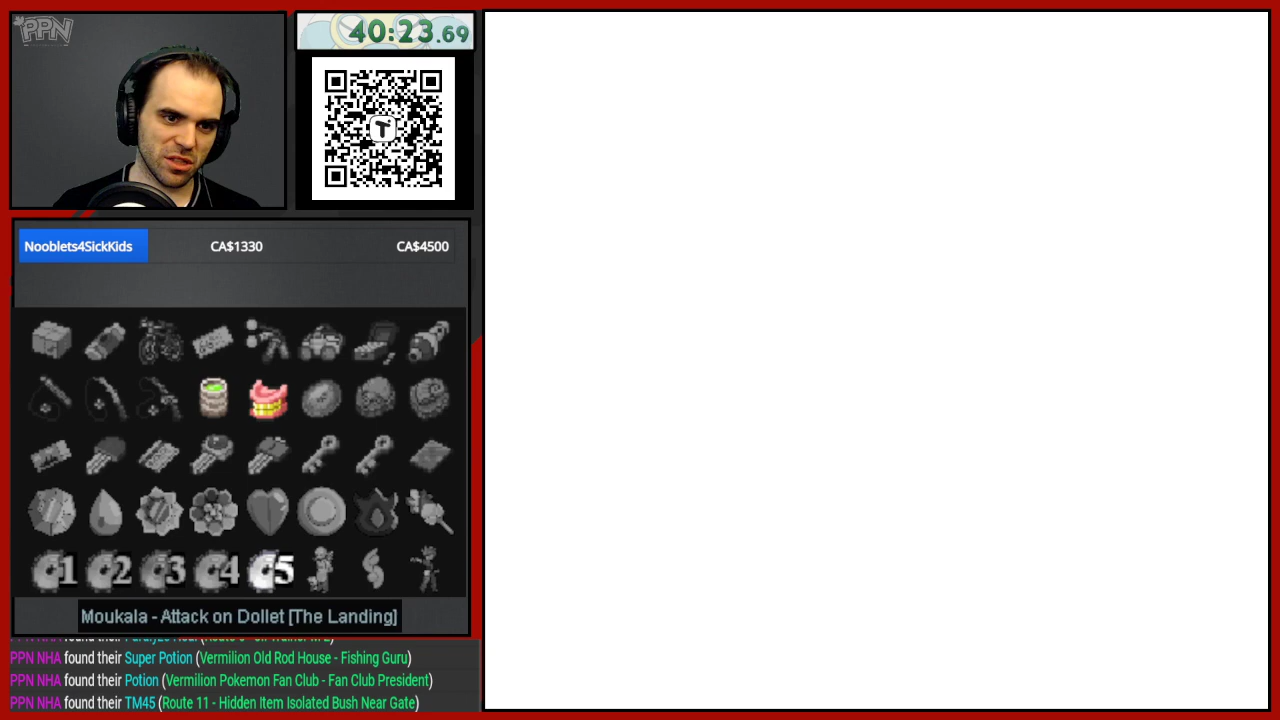 PPN
40:23.69
T
Nooblets4SickKids CA$1330 CA$4500
1 2 3 4 5
Moukala - Attack on Dollet [The Landing]
PPN NHA found their Super Potion (Vermilion Old Rod House - Fishing Guru)
PPN NHA found their Potion (Vermilion Pokemon Fan Club - Fan Club President)
PPN NHA found their TM45 (Route 11 - Hidden Item Isolated Bush Near Gate)